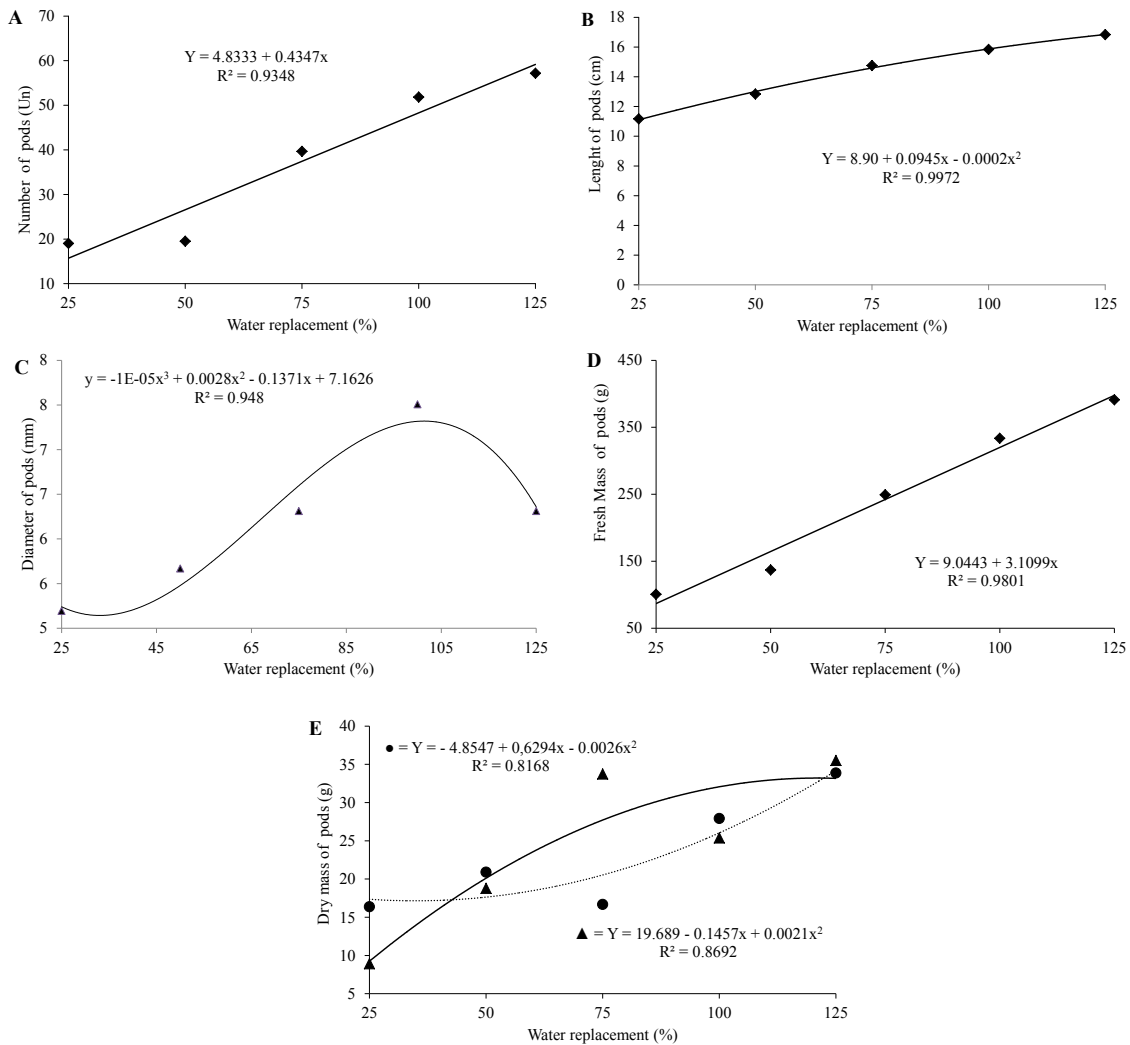 A
Y = 4.8333 + 0.4347x
R² = 0.9348
Number of pods (Un)
70
60
50
40
30
20
10
25 50 75 100 125
Water replacement (%)
B
Y = 8.90 + 0.0945x - 0.0002x²
R² = 0.9972
Lenght of pods (cm)
18
16
14
12
10
8
6
4
2
0
25 50 75 100 125
Water replacement (%)
C
y = -1E-05x³ + 0.0028x² - 0.1371x + 7.1626
R² = 0.948
Diameter of pods (mm)
8
8
7
7
6
6
5
25 45 65 85 105 125
Water replacement (%)
D
Y = 9.0443 + 3.1099x
R² = 0.9801
Fresh Mass of pods (g)
450
350
250
150
50
25 50 75 100 125
Water replacement (%)
E
● = Y = - 4.8547 + 0,6294x - 0.0026x²
R² = 0.8168
▲ = Y = 19.689 - 0.1457x + 0.0021x²
R² = 0.8692
Dry mass of pods (g)
40
35
30
25
20
15
10
5
25 50 75 100 125
Water replacement (%)